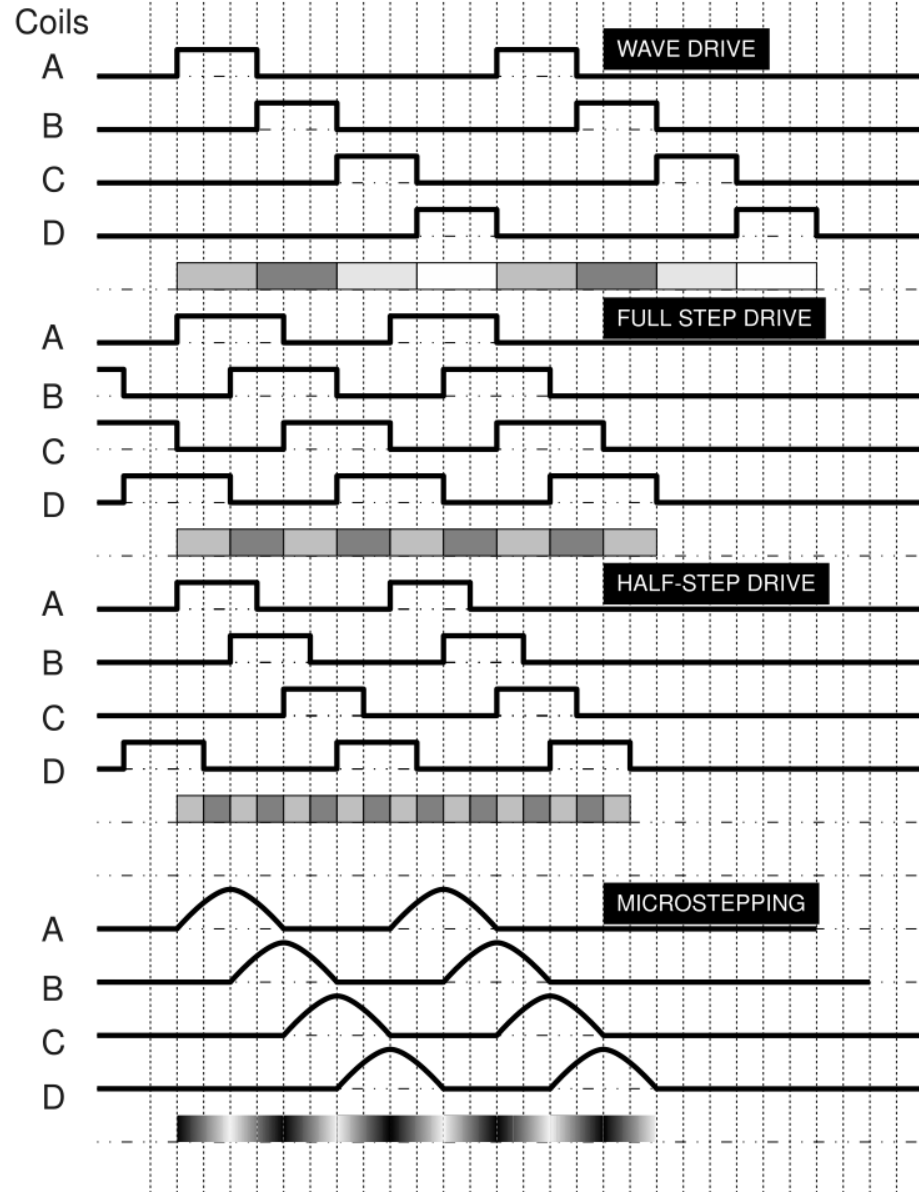 Coils
A
WAVE DRIVE
B
C
D
FULL STEP DRIVE
A
B
C
D
HALF-STEP DRIVE
A
B
C
D
MICROSTEPPING
A
B
C
D